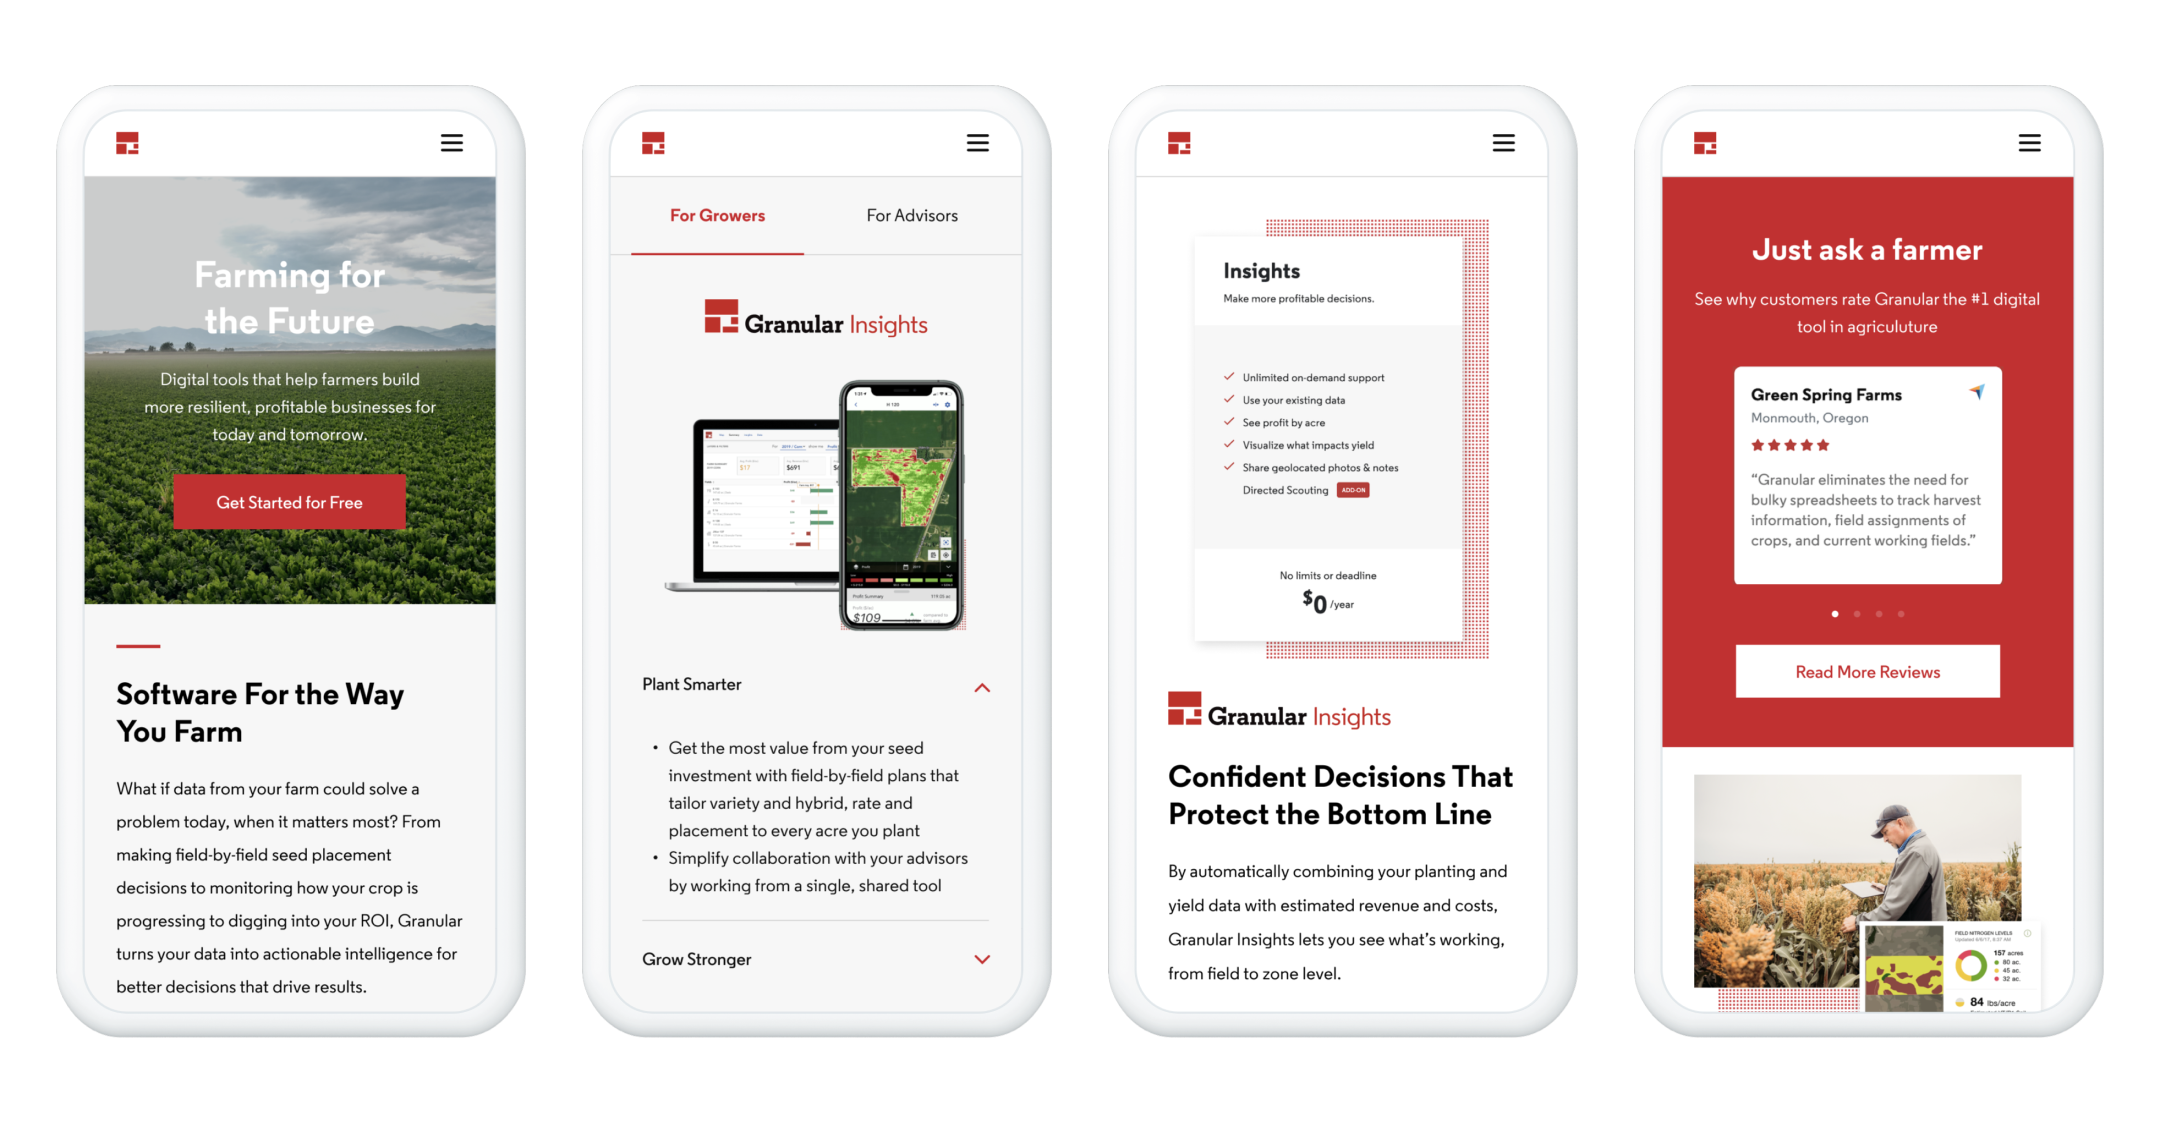 Farming for
the Future
Digital tools that help farmers build
more resilient, profitable businesses for
today and tomorrow.
Get Started for Free
Software For the Way
You Farm
What if data from your farm could solve a
problem today, when it matters most? From
making field-by-field seed placement
decisions to monitoring how your crop is
progressing to digging into your ROI, Granular
turns your data into actionable intelligence for
better decisions that drive results.
For Growers
For Advisors
Granular Insights
$17
$691
H 120
Profit Summary
$109
Plant Smarter
• Get the most value from your seed
investment with field-by-field plans that
tailor variety and hybrid, rate and
placement to every acre you plant
• Simplify collaboration with your advisors
by working from a single, shared tool
Grow Stronger
Insights
Make more profitable decisions.
Unlimited on-demand support
Use your existing data
See profit by acre
Visualize what impacts yield
Share geolocated photos & notes
Directed Scouting ADD-ON
No limits or deadline
$0 /year
Granular Insights
Confident Decisions That
Protect the Bottom Line
By automatically combining your planting and
yield data with estimated revenue and costs,
Granular Insights lets you see what's working,
from field to zone level.
Just ask a farmer
See why customers rate Granular the #1 digital
tool in agriculuture
Green Spring Farms
Monmouth, Oregon
“Granular eliminates the need for
bulky spreadsheets to track harvest
information, field assignments of
crops, and current working fields.”
Read More Reviews
FIELD NITROGEN LEVELS
Updated 6/6/17, 8:37 AM
157 acres
80 ac.
45 ac.
32 ac.
84 lbs/acre